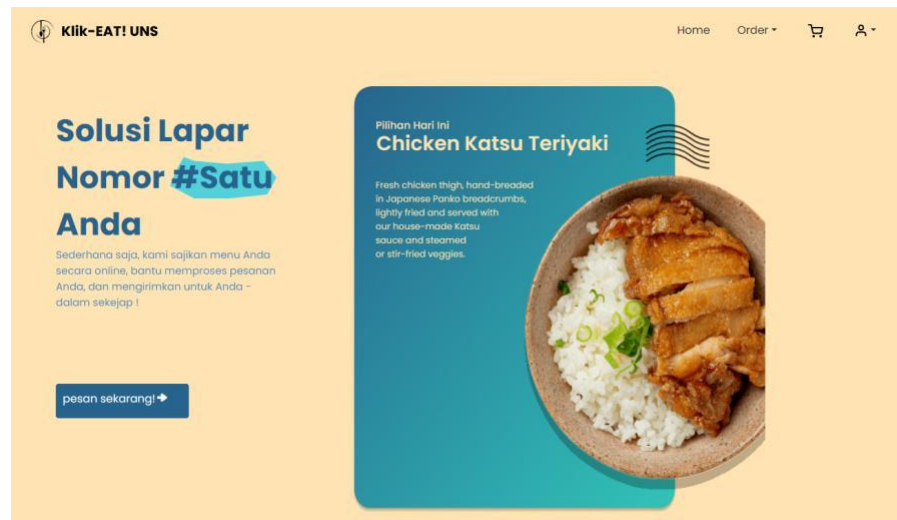 Klik-EAT! UNS
Home
Order
Solusi Lapar
Nomor #Satu
Anda
Sederhana saja, kami sajikan menu Anda
secara online, bantu memproses pesanan
Anda, dan mengirimkan untuk Anda -
dalam sekejap !
pesan sekarang!
Pilihan Hari Ini
Chicken Katsu Teriyaki
Fresh chicken thigh, hand-breaded
in Japanese Panko breadcrumbs,
lightly fried and served with
our house-made Katsu
sauce and steamed
or stir-fried veggies.